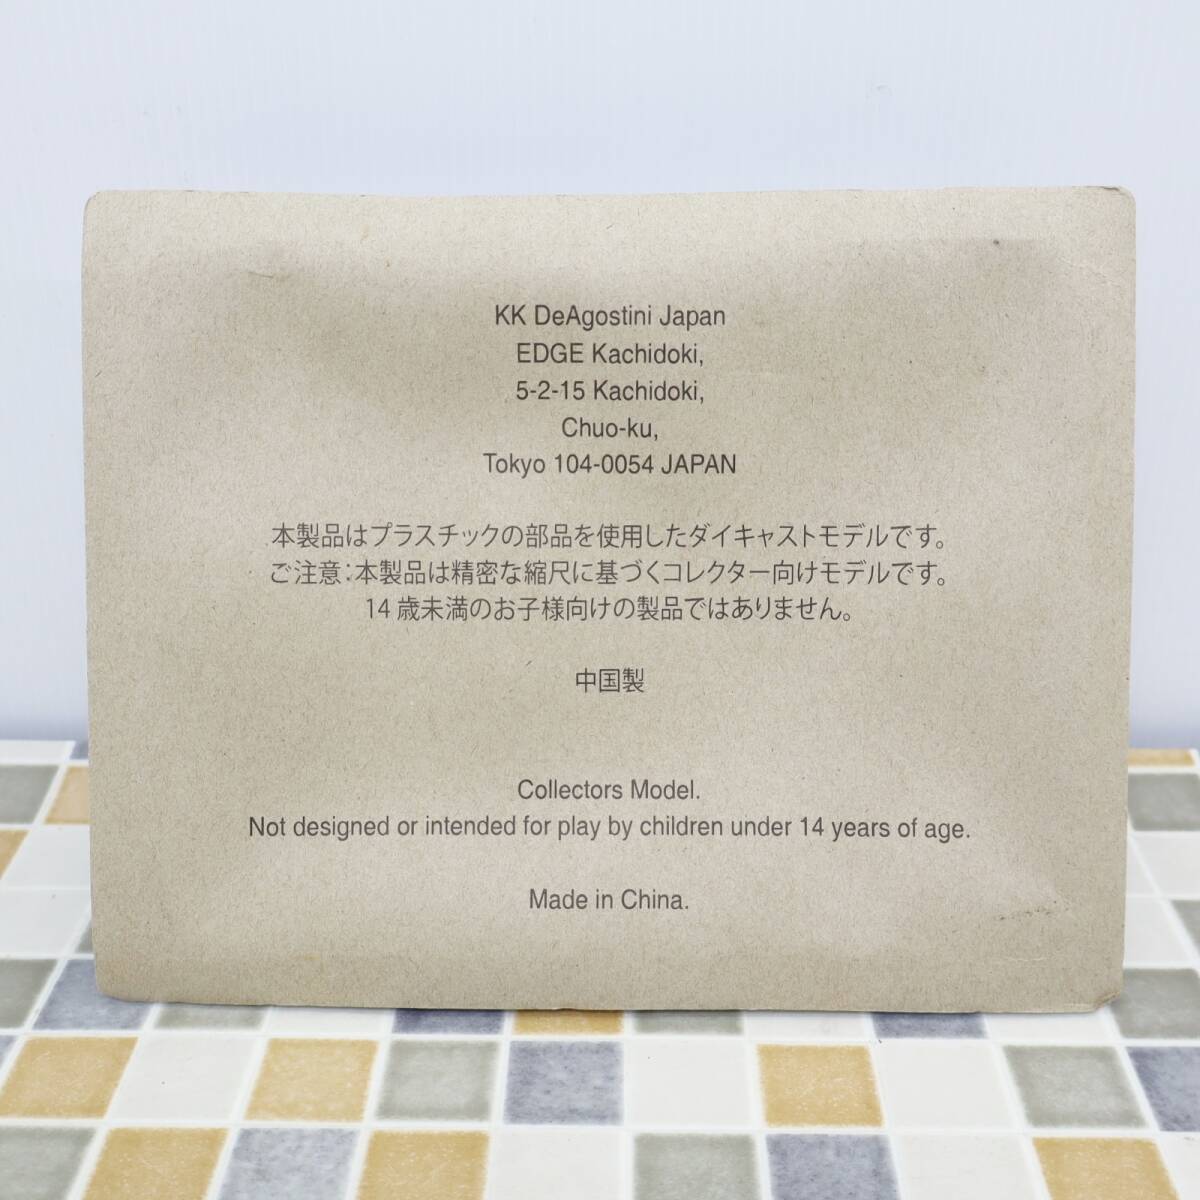 KK DeAgostini Japan
EDGE Kachidoki,
5-2-15 Kachidoki,
Chuo-ku,
Tokyo 104-0054 JAPAN
本製品はプラスチックの部品を使用したダイキャストモデルです。
ご注意：本製品は精密な縮尺に基づくコレクター向けモデルです。
14 歳未満のお子様向けの製品ではありません。
中国製
Collectors Model.
Not designed or intended for play by children under 14 years of age.
Made in China.